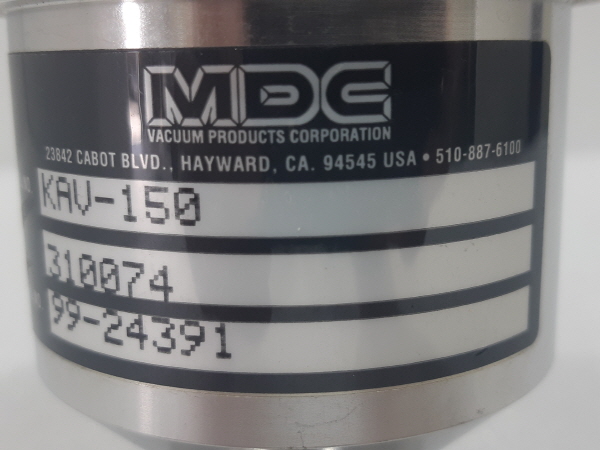 MDC
VACUUM PRODUCTS CORPORATION
23842 CABOT BLVD., HAYWARD, CA. 94545 USA • 510-887-6100
KAV-150
310074
99-24391